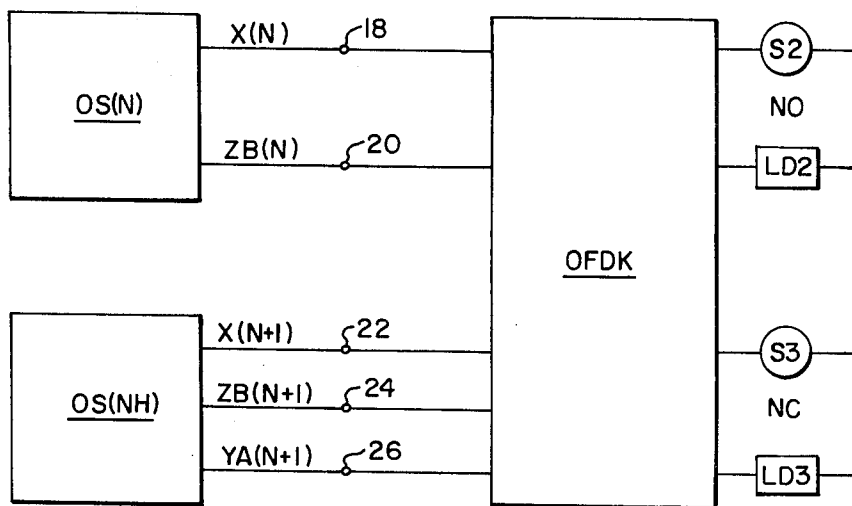 X(N) 18
OS(N)
ZB(N) 20
S2
NO
LD2
OFDK
X(N+1) 22
OS(NH)
ZB(N+1) 24
YA(N+1) 26
S3
NC
LD3